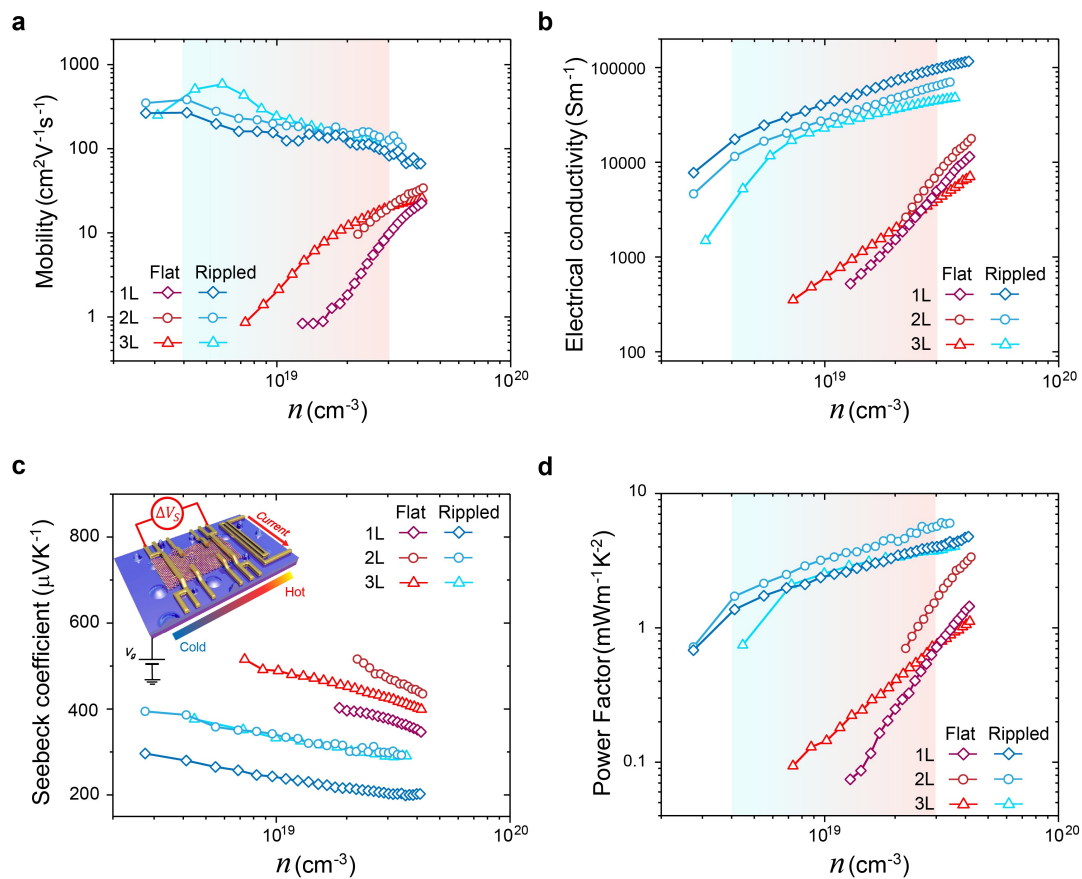 a
Mobility (cm²V⁻¹s⁻¹)
1000
100
10
1
Flat Rippled
1L
2L
3L
10¹⁹
10²⁰
n (cm⁻³)
b
Electrical conductivity (Sm⁻¹)
100000
10000
1000
100
Flat Rippled
1L
2L
3L
10¹⁹
10²⁰
n (cm⁻³)
c
Seebeck coefficient (μVK⁻¹)
800
600
400
200
ΔVS
Current
Hot
Cold
Vg
Flat Rippled
1L
2L
3L
10¹⁹
10²⁰
n (cm⁻³)
d
Power Factor (mWm⁻¹K⁻²)
10
1
0.1
Flat Rippled
1L
2L
3L
10¹⁹
10²⁰
n (cm⁻³)